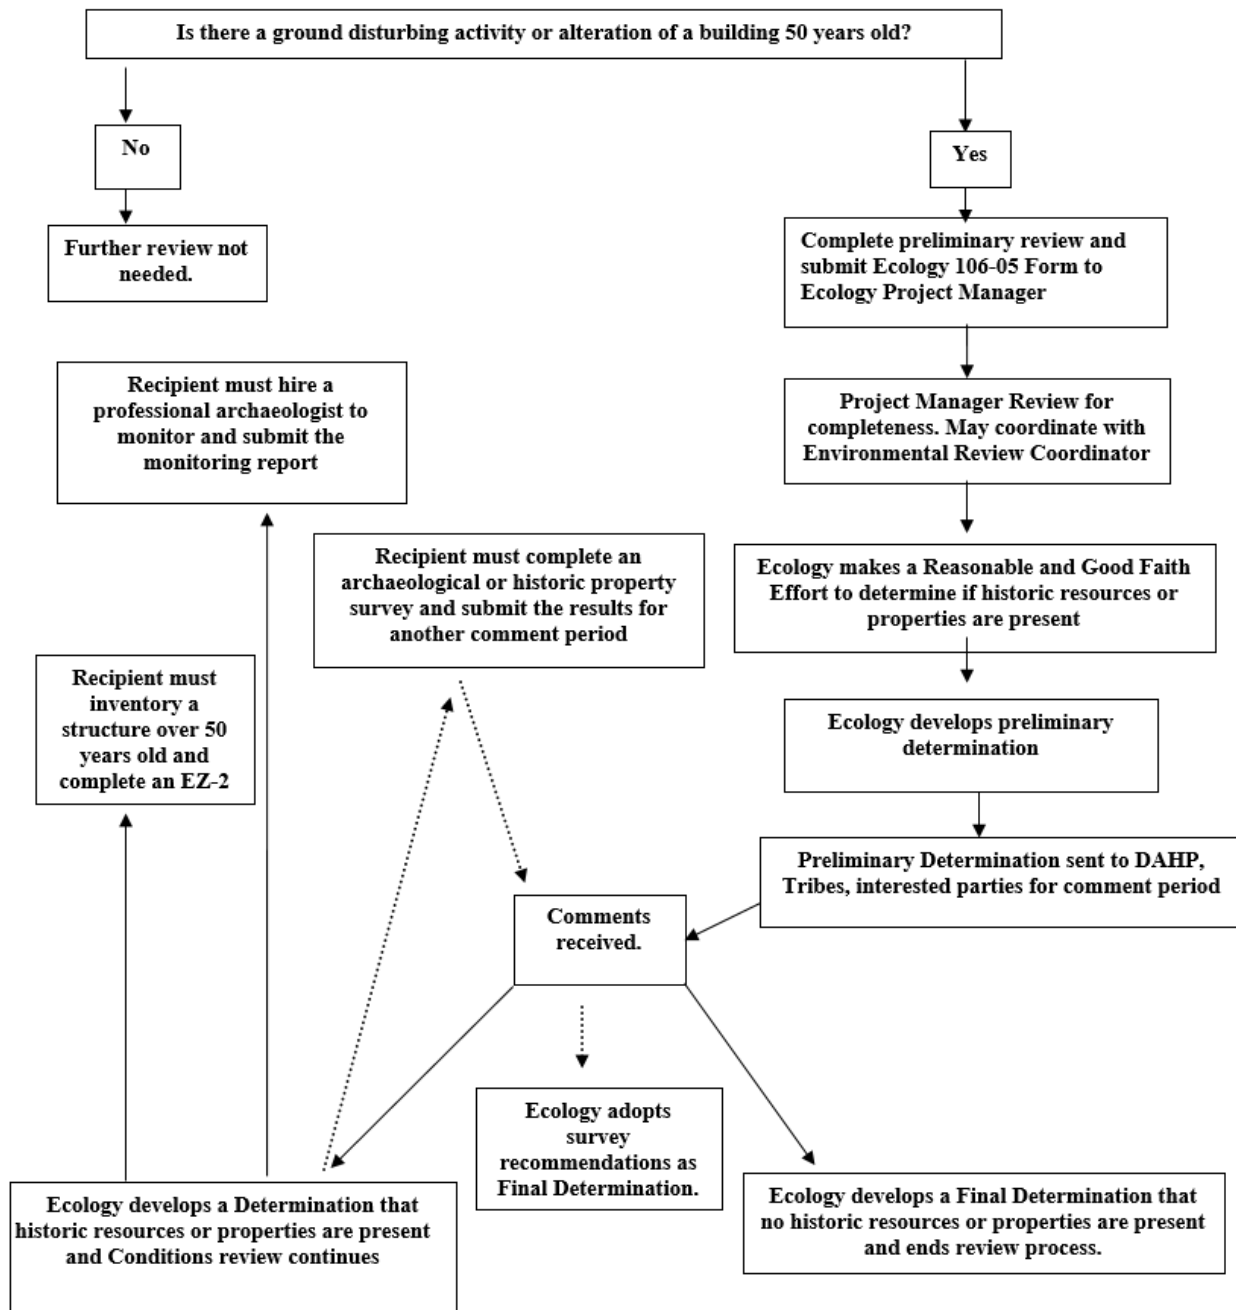 Is there a ground disturbing activity or alteration of a building 50 years old?
No
Yes
Further review not
needed.
Complete preliminary review and
submit Ecology 106-05 Form to
Ecology Project Manager
Recipient must hire a
professional archaeologist to
monitor and submit the
monitoring report
Project Manager Review for
completeness. May coordinate with
Environmental Review Coordinator
Recipient must complete an
archaeological or historic property
survey and submit the results for
another comment period
Ecology makes a Reasonable and Good Faith
Effort to determine if historic resources or
properties are present
Recipient must
inventory a
structure over 50
years old and
complete an EZ-2
Ecology develops preliminary
determination
Preliminary Determination sent to DAHP,
Tribes, interested parties for comment period
Comments
received.
Ecology adopts
survey
recommendations as
Final Determination.
Ecology develops a Determination that
historic resources or properties are present
and Conditions review continues
Ecology develops a Final Determination that
no historic resources or properties are present
and ends review process.